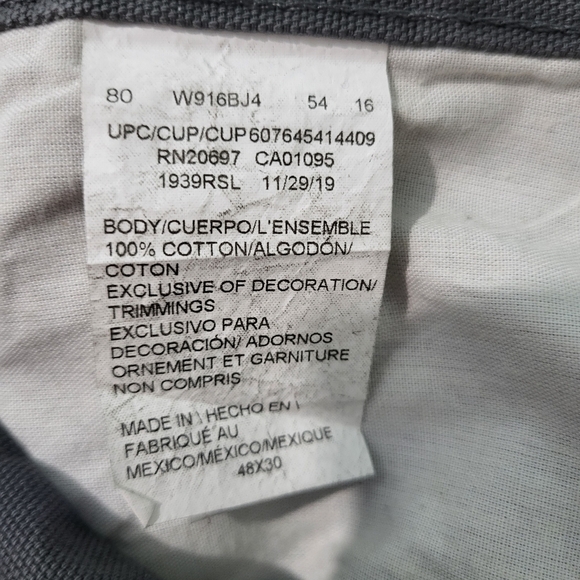 80 W916BJ4 54 16
UPC/CUP/CUP607645414409
RN20697 CA01095
1939RSL 11/29/19
BODY/CUERPO/L'ENSEMBLE
100% COTTON/ALGODÓN/
COTON
EXCLUSIVE OF DECORATION/
TRIMMINGS
EXCLUSIVO PARA
DECORACIÓN/ ADORNOS
ORNEMENT ET GARNITURE
NON COMPRIS
MADE IN\ HECHO EN \
FABRIQUÉ AU
MEXICO/MÉXICO/MEXIQUE
48X30